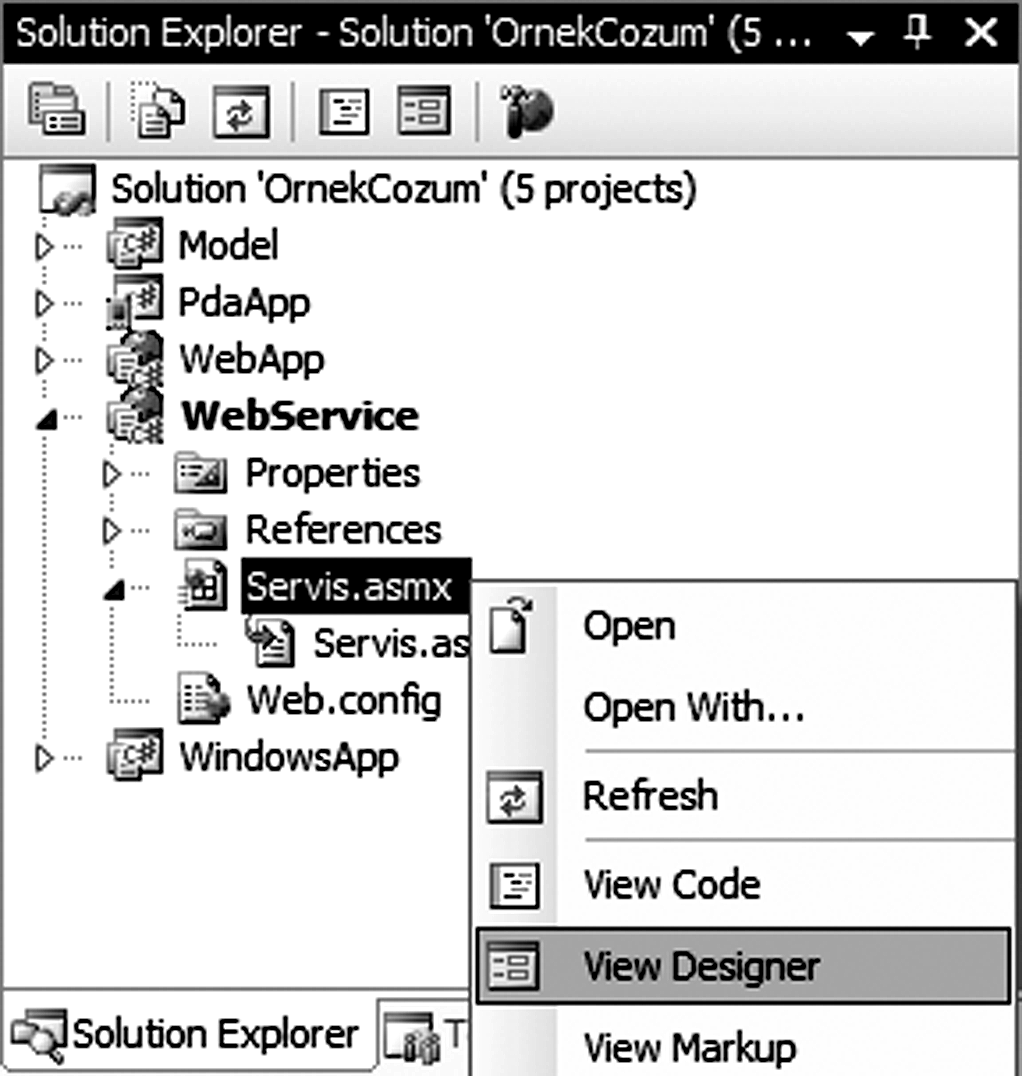 Solution Explorer - Solution 'OrnekCozum' (5 ...
Solution 'OrnekCozum' (5 projects)
Model
PdaApp
WebApp
WebService
Properties
References
Servis.asmx
Servis.as
Web.config
WindowsApp
Open
Open With...
Refresh
View Code
View Designer
View Markup
Solution Explorer
T